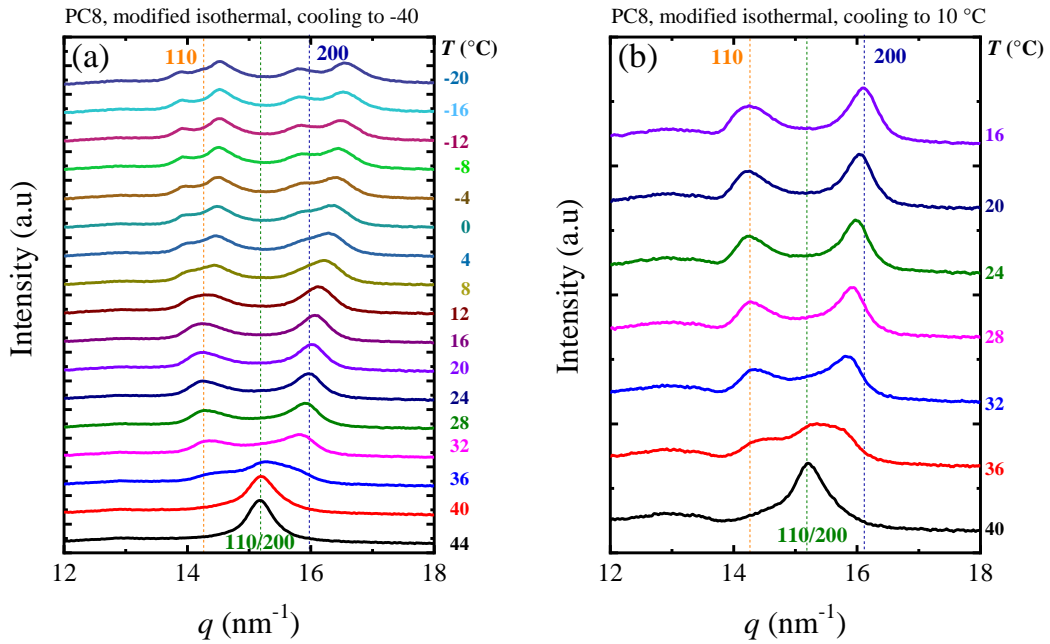 PC8, modified isothermal, cooling to -40
(a)
110
200
T (°C)
-20
-16
-12
-8
-4
0
4
8
12
16
20
24
28
32
36
40
44
110/200
Intensity (a.u)
12 14 16 18
q (nm-1)
PC8, modified isothermal, cooling to 10 °C
(b)
110
200
T (°C)
16
20
24
28
32
36
40
110/200
Intensity (a.u)
12 14 16 18
q (nm-1)